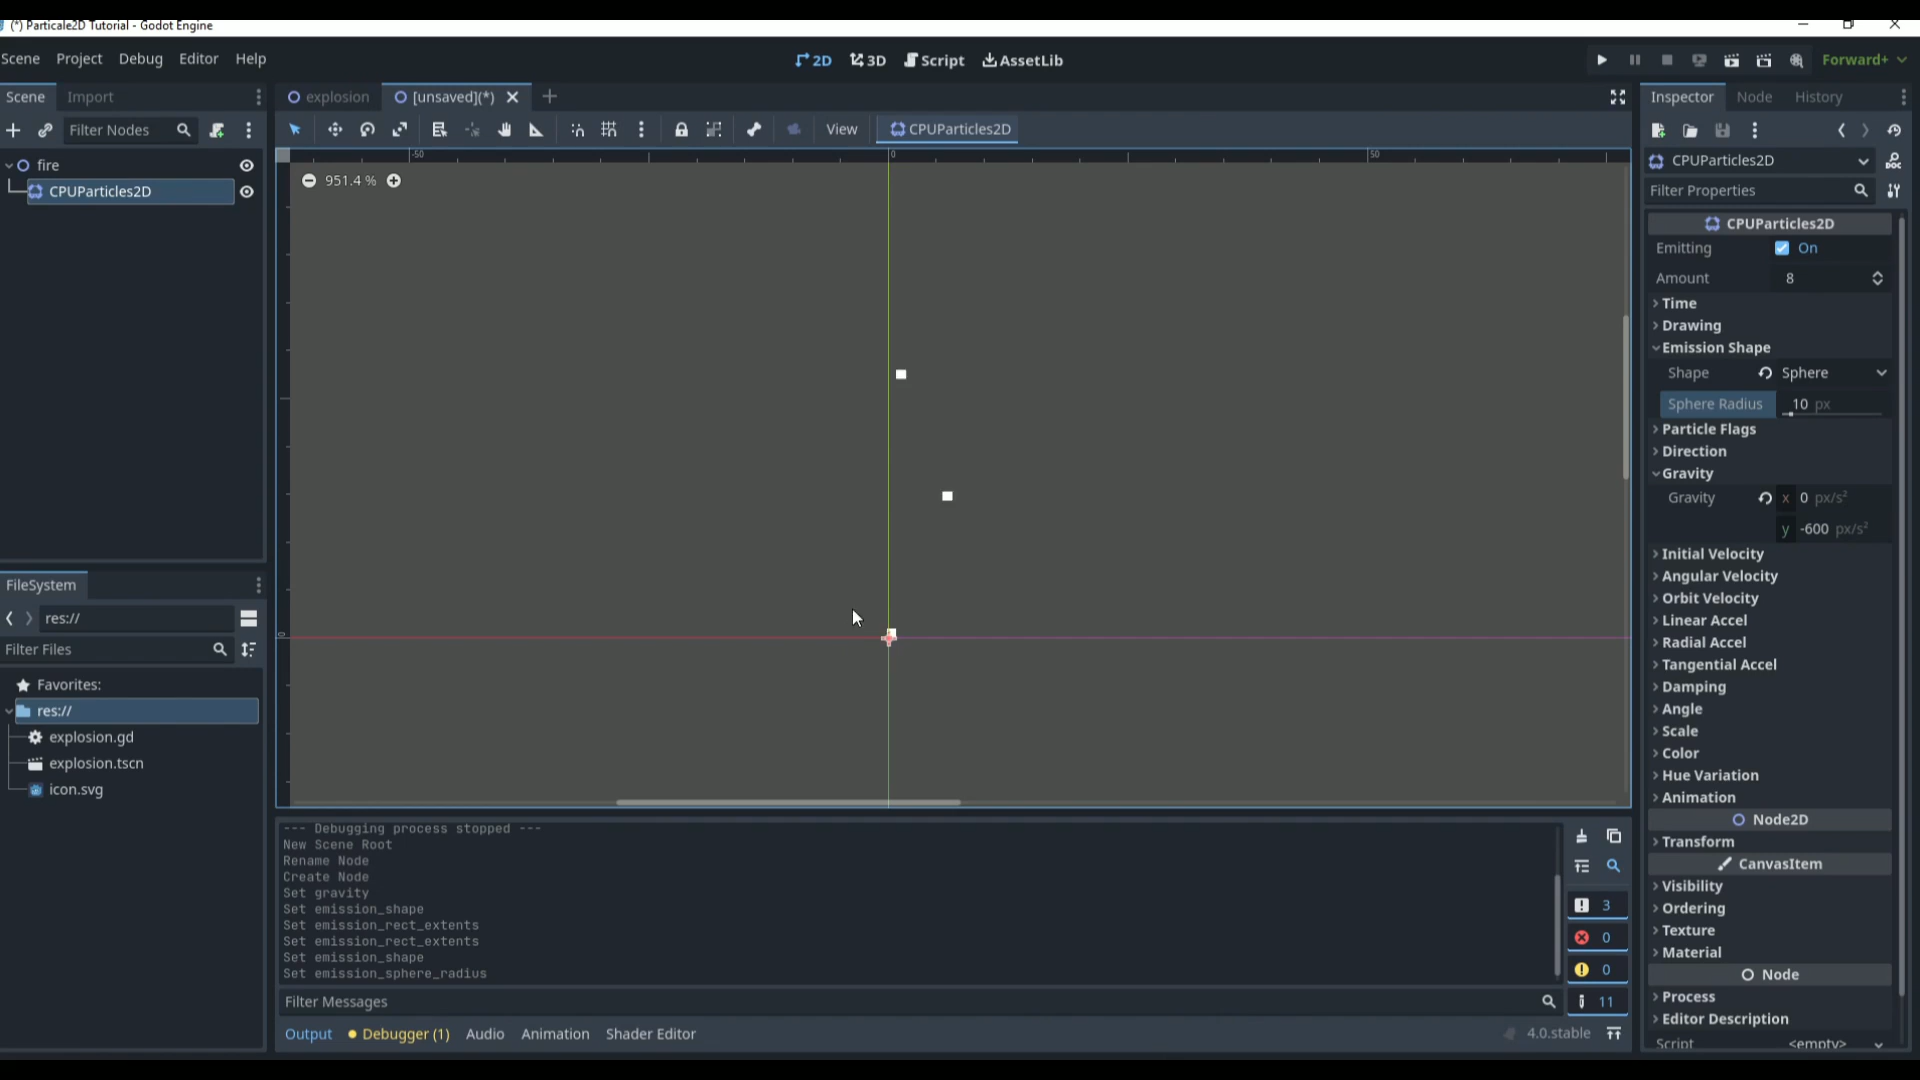 (*) Particale2D Tutorial - Godot Engine
Scene Project Debug Editor Help
2D 3D Script AssetLib
Forward+
Scene Import
explosion [unsaved](*)
Inspector Node History
Filter Nodes
View CPUParticles2D
fire
CPUParticles2D
-50 0 50
951.4 %
0
CPUParticles2D
Filter Properties
CPUParticles2D
Emitting On
Amount 8
Time
Drawing
Emission Shape
Shape Sphere
Sphere Radius 10 px
Particle Flags
Direction
Gravity
Gravity x 0 px/s²
y -600 px/s²
Initial Velocity
Angular Velocity
Orbit Velocity
Linear Accel
Radial Accel
Tangential Accel
Damping
Angle
Scale
Color
Hue Variation
Animation
Node2D
Transform
CanvasItem
Visibility
Ordering
Texture
Material
Node
Process
Editor Description
Script <empty>
FileSystem
res://
Filter Files
Favorites:
res://
explosion.gd
explosion.tscn
icon.svg
--- Debugging process stopped ---
New Scene Root
Rename Node
Create Node
Set gravity
Set emission_shape
Set emission_rect_extents
Set emission_rect_extents
Set emission_shape
Set emission_sphere_radius
3
0
0
11
Filter Messages
Output Debugger (1) Audio Animation Shader Editor
4.0.stable